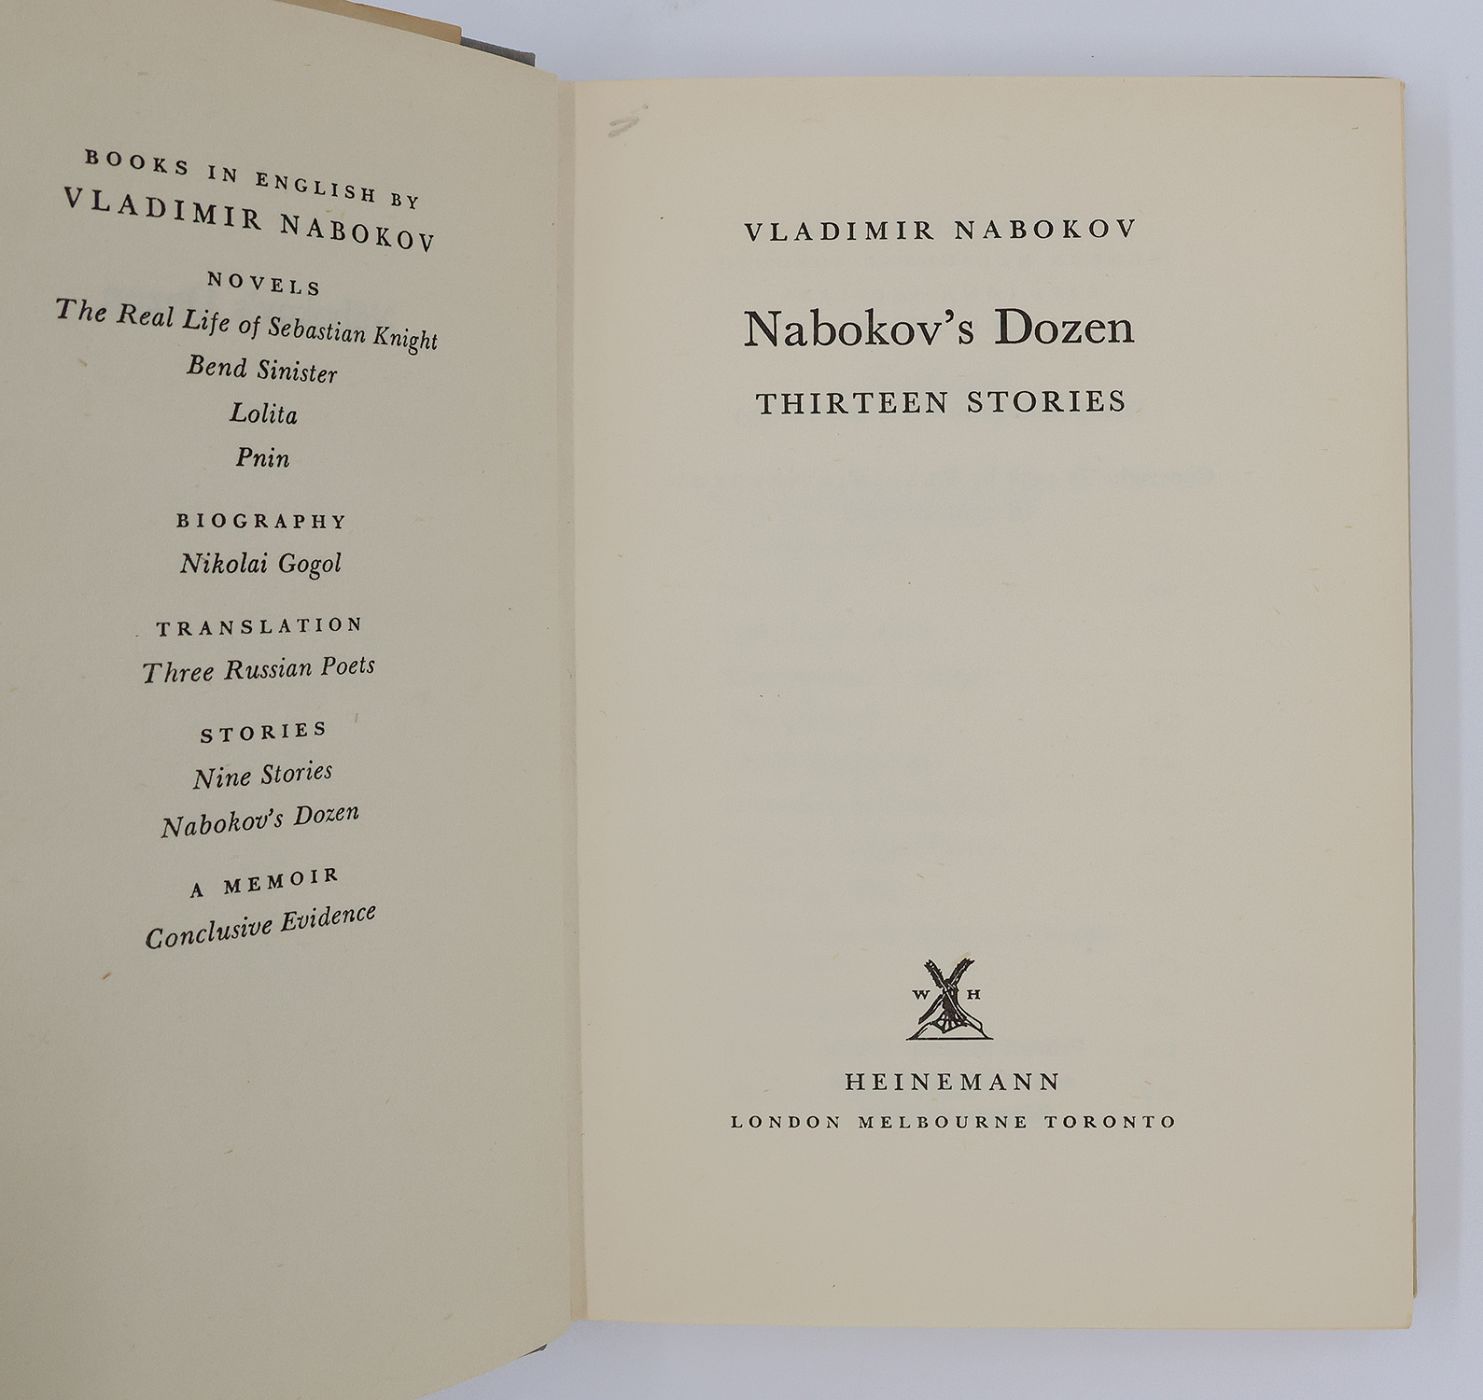 BOOKS IN ENGLISH BY
VLADIMIR NABOKOV
NOVELS
The Real Life of Sebastian Knight
Bend Sinister
Lolita
Pnin
BIOGRAPHY
Nikolai Gogol
TRANSLATION
Three Russian Poets
STORIES
Nine Stories
Nabokov's Dozen
A MEMOIR
Conclusive Evidence
VLADIMIR NABOKOV
Nabokov's Dozen
THIRTEEN STORIES
W H
HEINEMANN
LONDON MELBOURNE TORONTO